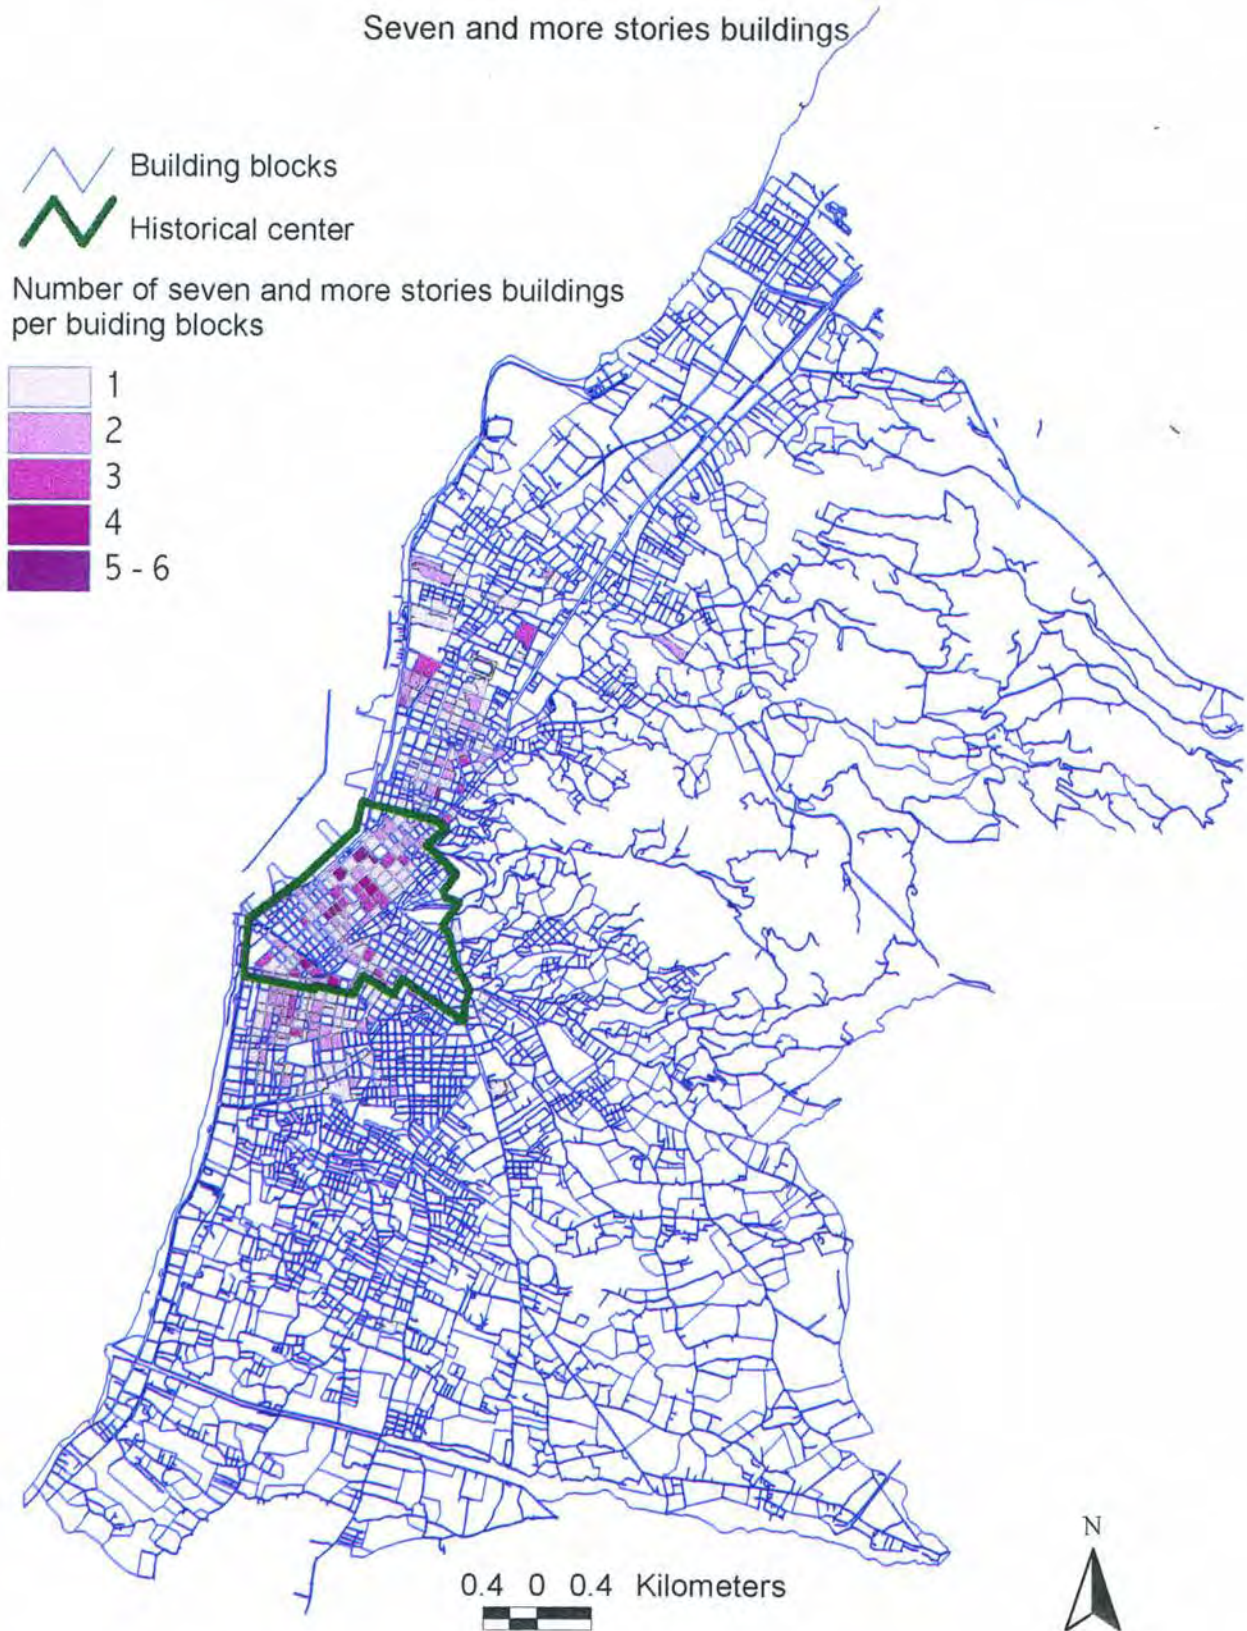 Seven and more stories buildings
Building blocks
Historical center
Number of seven and more stories buildings
per buiding blocks
1
2
3
4
5 - 6
0.4 0 0.4 Kilometers
N